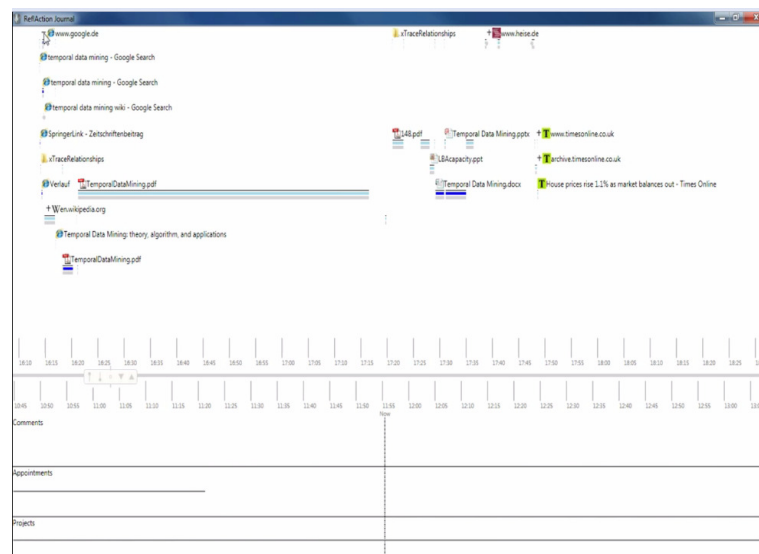 Ref!Action Journal
www.google.de
xTraceRelationships
+ www.heise.de
temporal data mining - Google Search
temporal data mining - Google Search
temporal data mining wiki - Google Search
SpringerLink - Zeitschriftenbeitrag
148.pdf
Temporal Data Mining.pptx
+ www.timesonline.co.uk
xTraceRelationships
LBAcapacity.ppt
+ archive.timesonline.co.uk
Verlauf
TemporalDataMining.pdf
Temporal Data Mining.docx
House prices rise 1.1% as market balances out - Times Online
+ en.wikipedia.org
Temporal Data Mining: theory, algorithm, and applications
TemporalDataMining.pdf
16:10 16:15 16:20 16:25 16:30 16:35 16:40 16:45 16:50 16:55 17:00 17:05 17:10 17:15 17:20 17:25 17:30 17:35 17:40 17:45 17:50 17:55 18:00 18:05 18:10 18:15 18:20 18:25
10:45 10:50 10:55 11:00 11:05 11:10 11:15 11:20 11:25 11:30 11:35 11:40 11:45 11:50 11:55 12:00 12:05 12:10 12:15 12:20 12:25 12:30 12:35 12:40 12:45 12:50 12:55 13:00
Now
Comments
Appointments
Projects